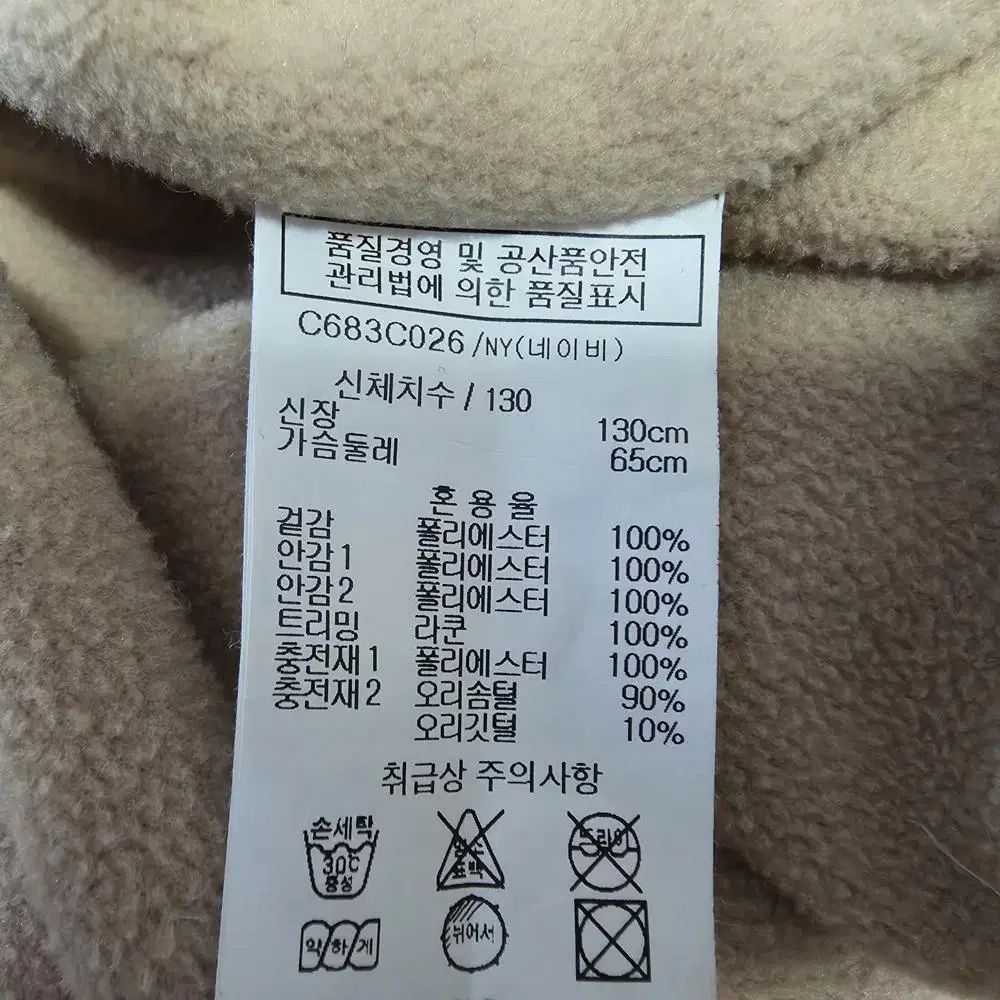 품질경영 및 공산품안전
관리법에 의한 품질표시
C683C026/NY(네이비)
신체치수 / 130
신장 130cm
가슴둘레 65cm
혼 용 율
겉감 폴리에스터 100%
안감1 폴리에스터 100%
안감2 폴리에스터 100%
트리밍 라쿤 100%
충전재1 폴리에스터 100%
충전재2 오리솜털 90%
오리깃털 10%
취급상 주의사항
손세탁
30℃
중성
염소
표백
드라이
약하게
뉘어서